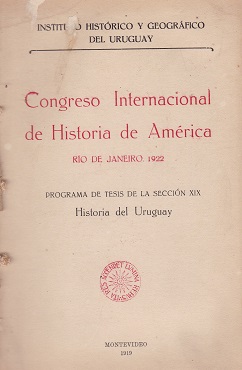 INSTITUTO HISTÓRICO Y GEOGRÁFICO
DEL URUGUAY
Congreso Internacional
de Historia de América
RÍO DE JANEIRO, 1922
PROGRAMA DE TESIS DE LA SECCIÓN XIX
Historia del Uruguay
MONTEVIDEO
1919